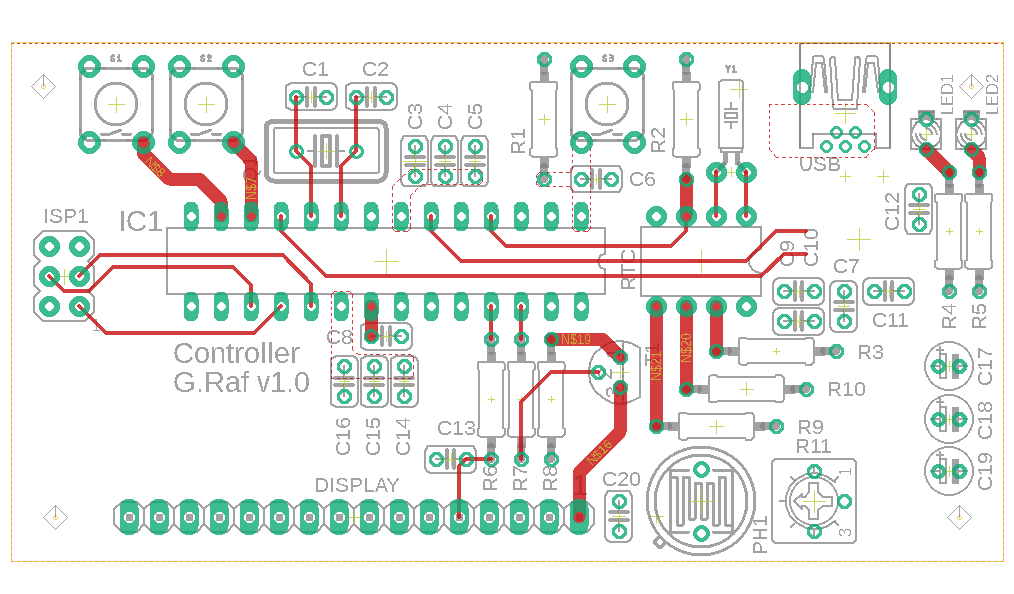 S1
S2
S3
Y1
LED1
LED2
C1
C2
C3
C4
C5
R1
R2
USB
N$8
N$7
C6
ISP1
IC1
C12
RTC
C9
C10
C7
C11
R4
R5
1
C8
N$19
T1
N$21
N$20
R3
Controller
G.Raf v1.0
C17
R10
C16
C15
C14
C13
R6
R7
R8
N$16
R9
R11
C18
C19
DISPLAY
1
C20
PH1
1
3